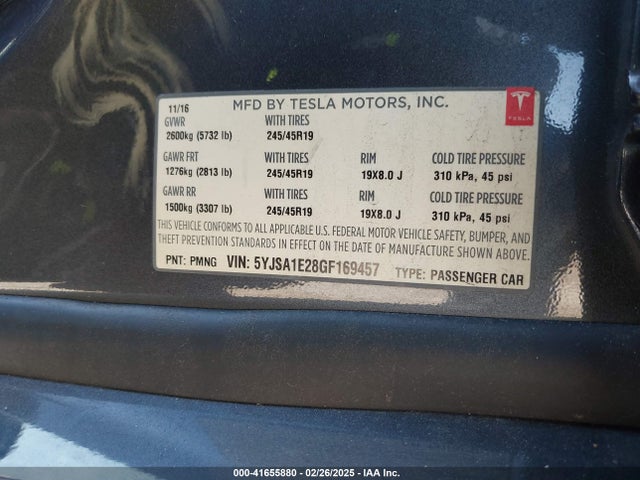 11/16 MFD BY TESLA MOTORS, INC.
TESLA
GVWR WITH TIRES
2600kg (5732 lb) 245/45R19
GAWR FRT WITH TIRES RIM COLD TIRE PRESSURE
1276kg (2813 lb) 245/45R19 19X8.0 J 310 kPa, 45 psi
GAWR RR WITH TIRES RIM COLD TIRE PRESSURE
1500kg (3307 lb) 245/45R19 19X8.0 J 310 kPa, 45 psi
THIS VEHICLE CONFORMS TO ALL APPLICABLE U.S. FEDERAL MOTOR VEHICLE SAFETY, BUMPER, AND
THEFT PREVENTION STANDARDS IN EFFECT ON THE DATE OF MANUFACTURE SHOWN ABOVE.
PNT: PMNG VIN: 5YJSA1E28GF169457 TYPE: PASSENGER CAR
000-41655880 | 02/26/2025 | IAA Inc.